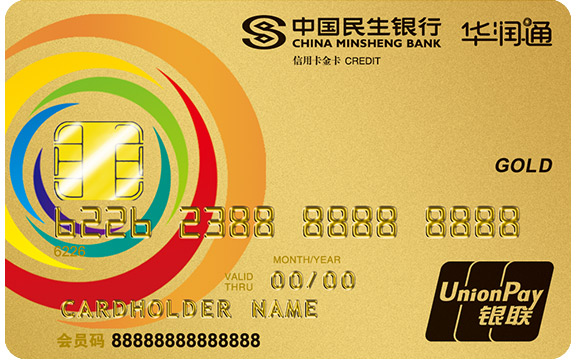 中国民生银行 华润通
CHINA MINSHENG BANK
信用卡金卡 CREDIT
GOLD
6226 2388 8888 8888
6226
MONTH/YEAR
VALID THRU 00/00
CARDHOLDER NAME
会员码 88888888888888
UnionPay
银联